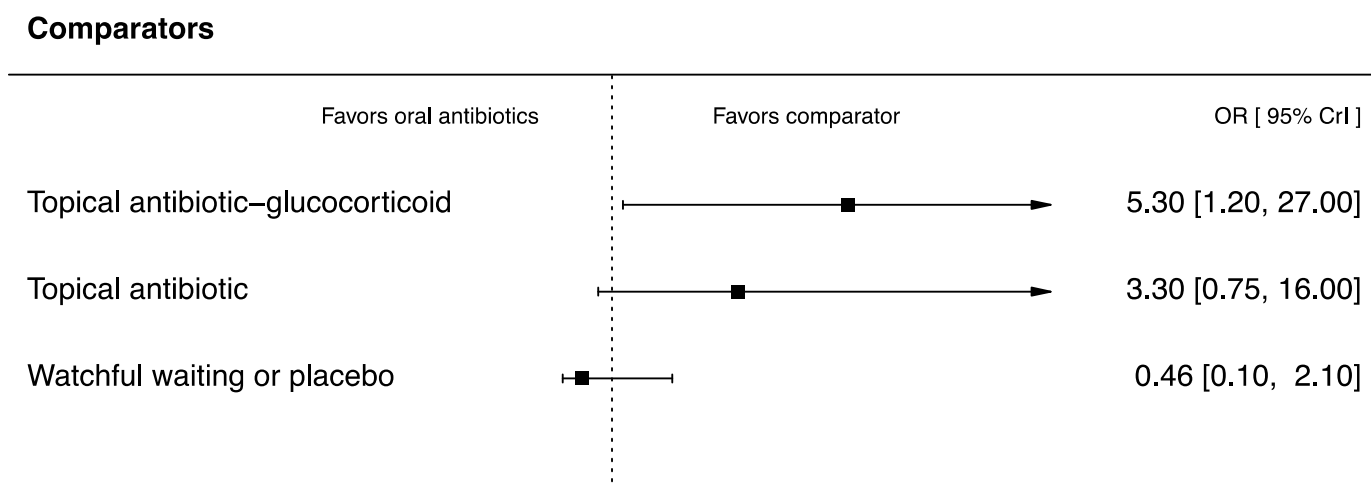 Comparators
Favors oral antibiotics Favors comparator OR [ 95% CrI ]
Topical antibiotic–glucocorticoid 5.30 [1.20, 27.00]
Topical antibiotic 3.30 [0.75, 16.00]
Watchful waiting or placebo 0.46 [0.10, 2.10]